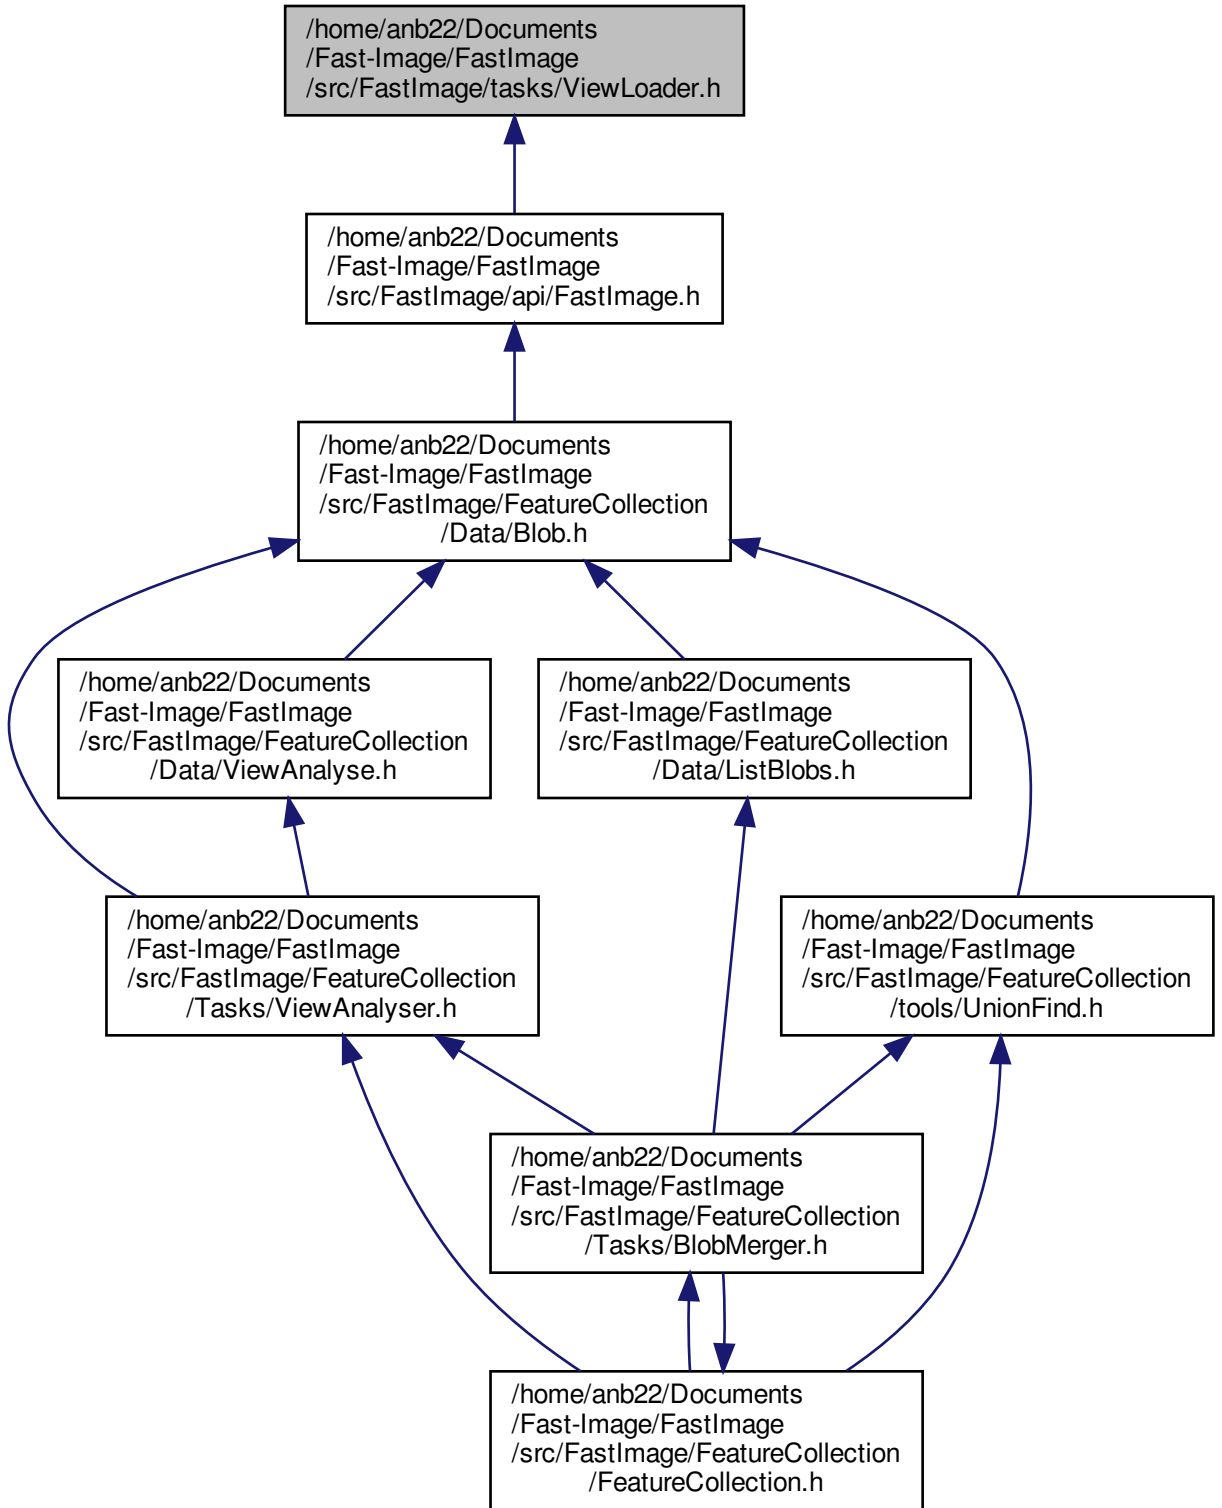 /home/anb22/Documents
/Fast-Image/FastImage
/src/FastImage/tasks/ViewLoader.h
/home/anb22/Documents
/Fast-Image/FastImage
/src/FastImage/api/FastImage.h
/home/anb22/Documents
/Fast-Image/FastImage
/src/FastImage/FeatureCollection
/Data/Blob.h
/home/anb22/Documents
/Fast-Image/FastImage
/src/FastImage/FeatureCollection
/Data/ViewAnalyse.h
/home/anb22/Documents
/Fast-Image/FastImage
/src/FastImage/FeatureCollection
/Data/ListBlobs.h
/home/anb22/Documents
/Fast-Image/FastImage
/src/FastImage/FeatureCollection
/Tasks/ViewAnalyser.h
/home/anb22/Documents
/Fast-Image/FastImage
/src/FastImage/FeatureCollection
/tools/UnionFind.h
/home/anb22/Documents
/Fast-Image/FastImage
/src/FastImage/FeatureCollection
/Tasks/BlobMerger.h
/home/anb22/Documents
/Fast-Image/FastImage
/src/FastImage/FeatureCollection
/FeatureCollection.h